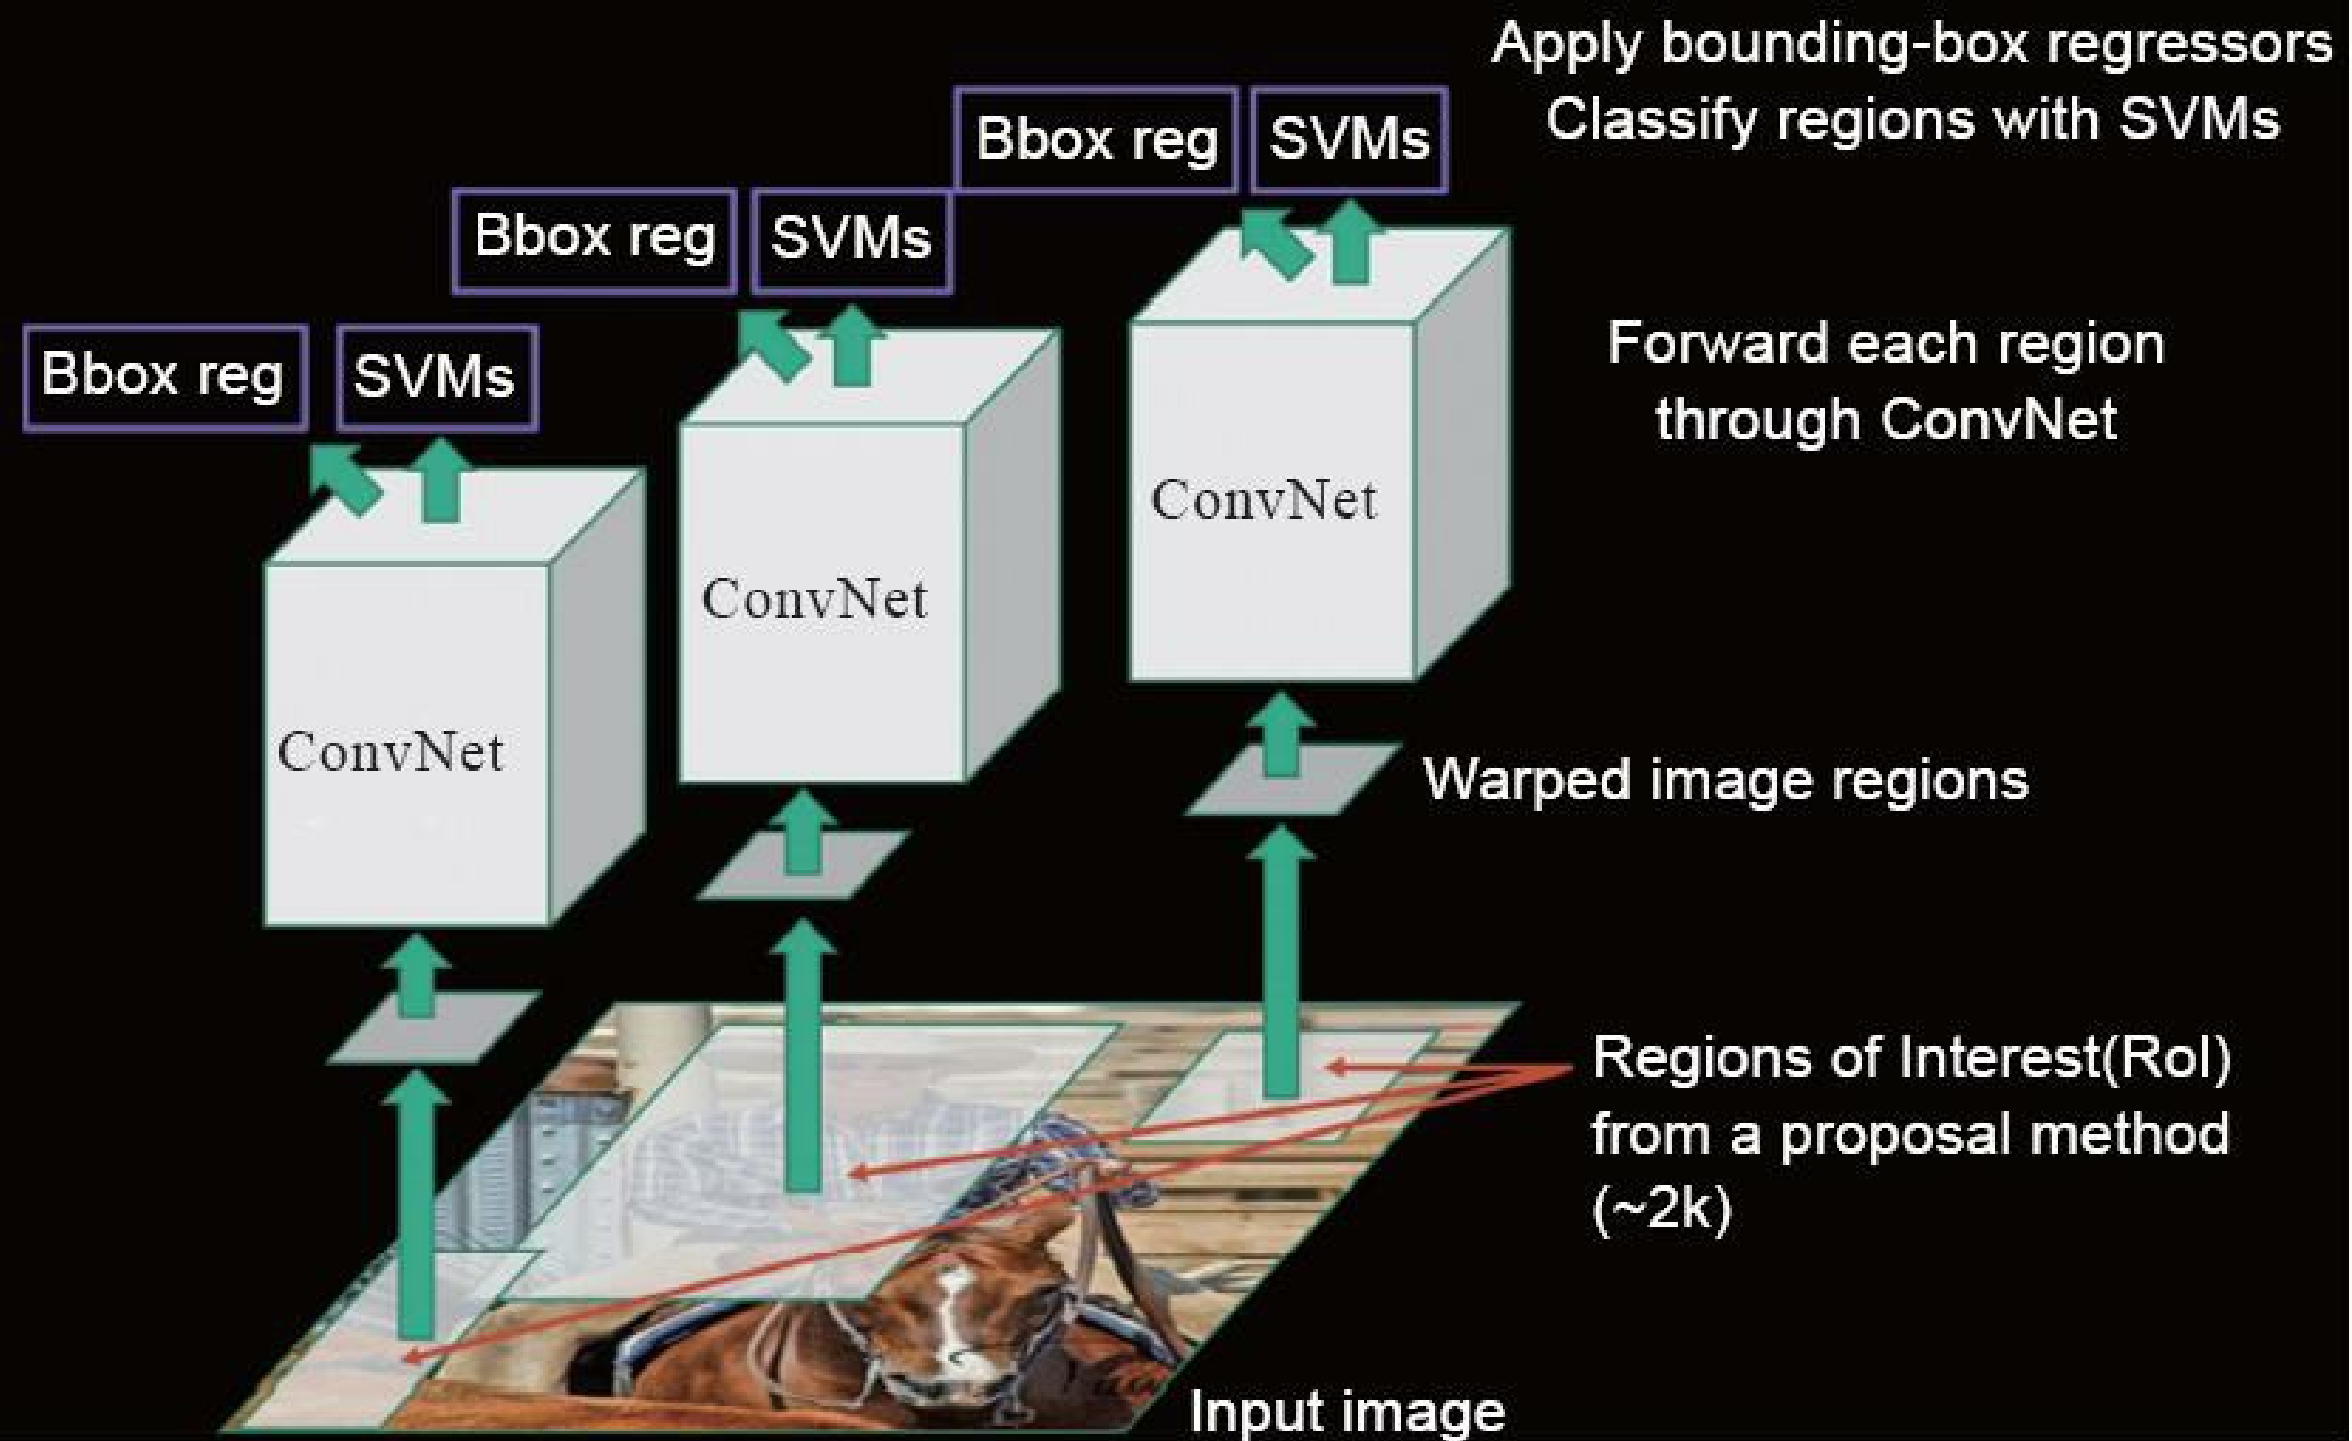 Apply bounding-box regressors
Classify regions with SVMs
Bbox reg SVMs
Bbox reg SVMs
Bbox reg SVMs
Forward each region
through ConvNet
ConvNet
ConvNet
ConvNet
Warped image regions
Regions of Interest(RoI)
from a proposal method
(~2k)
Input image